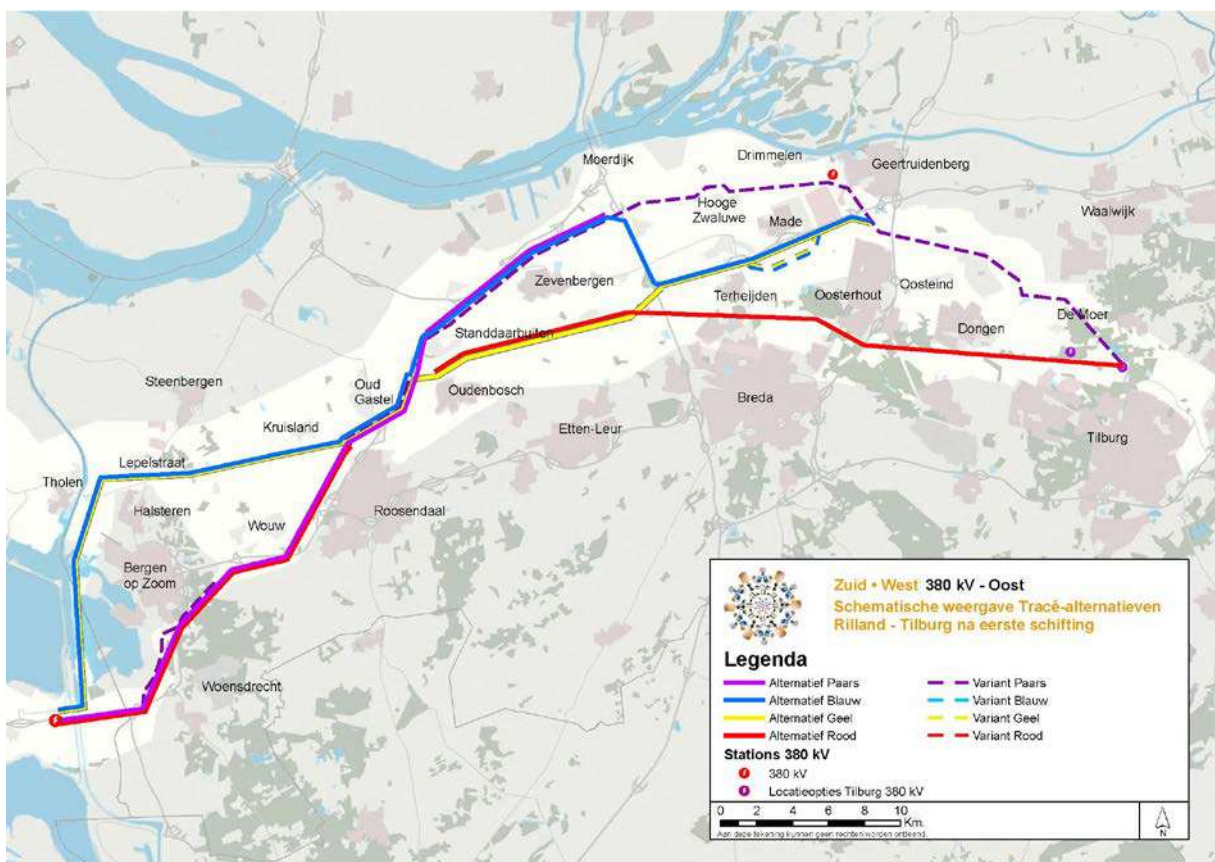 Moerdijk
Drimmelen
Geertruidenberg
Hooge
Zwaluwe
Made
Waalwijk
Zevenbergen
Terheijden
Oosterhout
Oosteind
De Moer
Dongen
Standdaarbuiten
Steenbergen
Oud
Gastel
Oudenbosch
Breda
Kruisland
Etten-Leur
Tilburg
Lepelstraat
Tholen
Halsteren
Wouw
Roosendaal
Bergen
op Zoom
Woensdrecht
Zuid • West 380 kV - Oost
Schematische weergave Tracé-alternatieven
Rilland - Tilburg na eerste schifting
Legenda
Alternatief Paars
Variant Paars
Alternatief Blauw
Variant Blauw
Alternatief Geel
Variant Geel
Alternatief Rood
Variant Rood
Stations 380 kV
380 kV
Locatieopties Tilburg 380 kV
0 2 4 6 8 10
Km.
Aan deze tekening kunnen geen rechten worden ontleend.
N